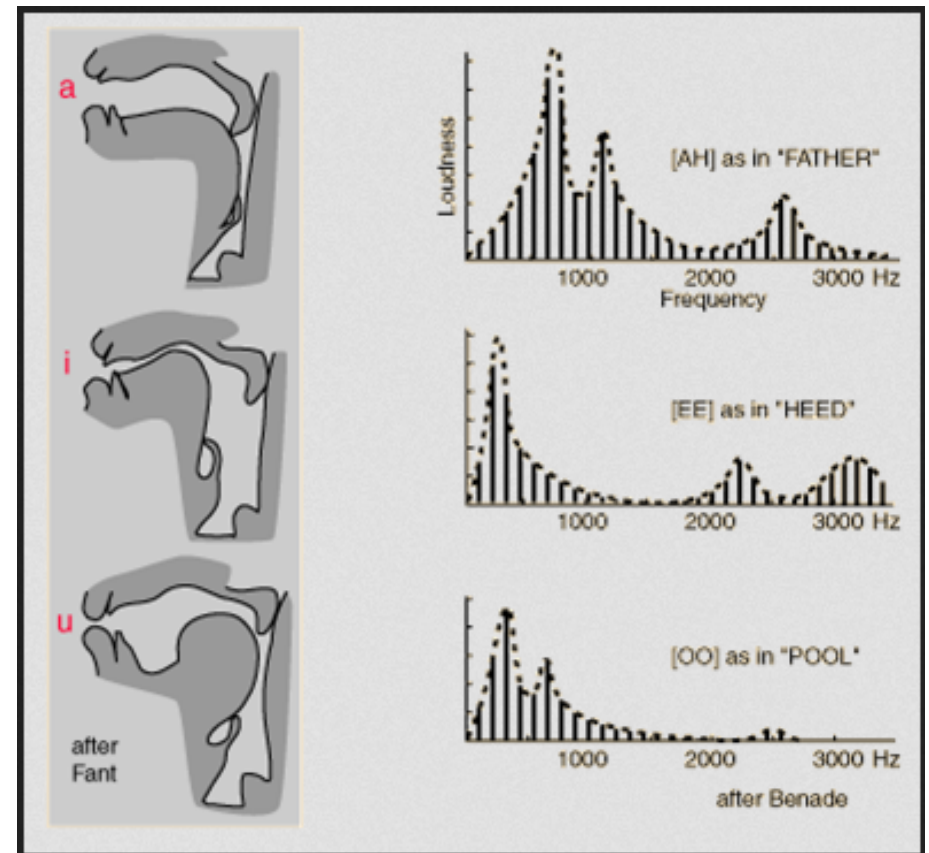 a
Loudness
[AH] as in "FATHER"
1000 2000 3000 Hz
Frequency
i
[EE] as in "HEED"
1000 2000 3000 Hz
u
[OO] as in "POOL"
after
Fant
1000 2000 3000 Hz
after Benade